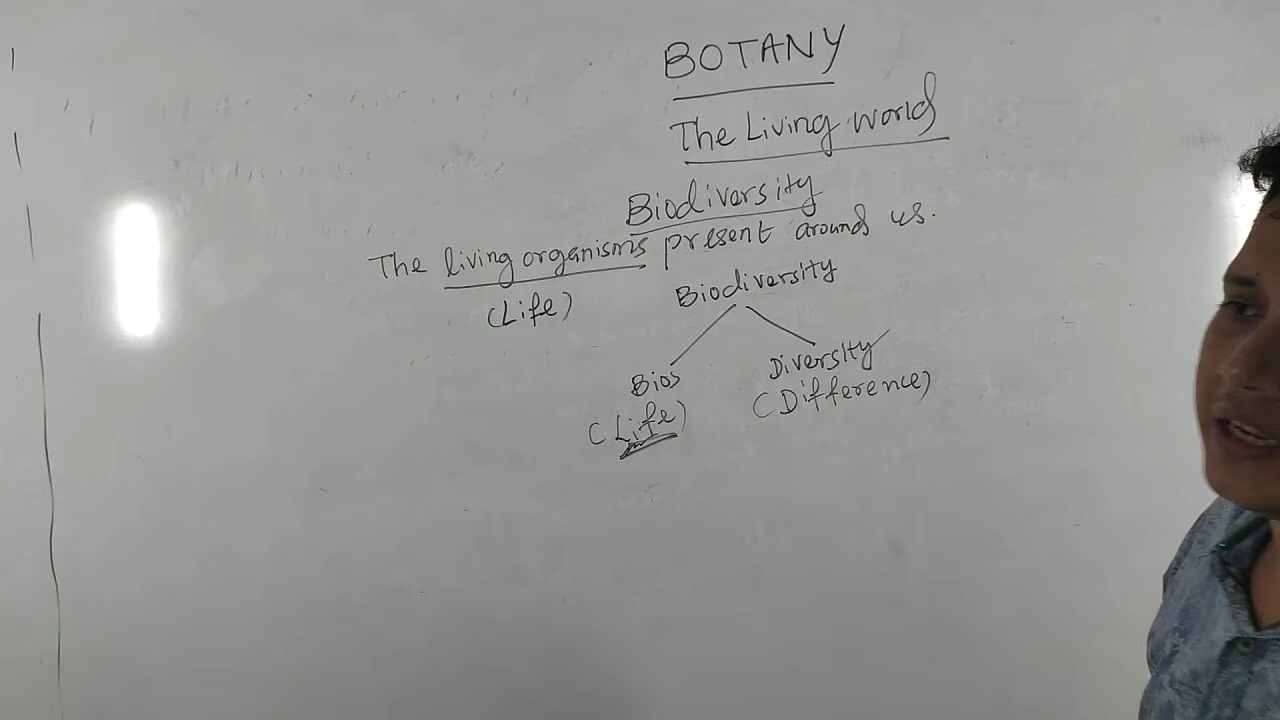 BOTANY
The Living world
Biodiversity
The living organisms present around us.
(Life)
Biodiversity
Bios Diversity
(Life) (Difference)